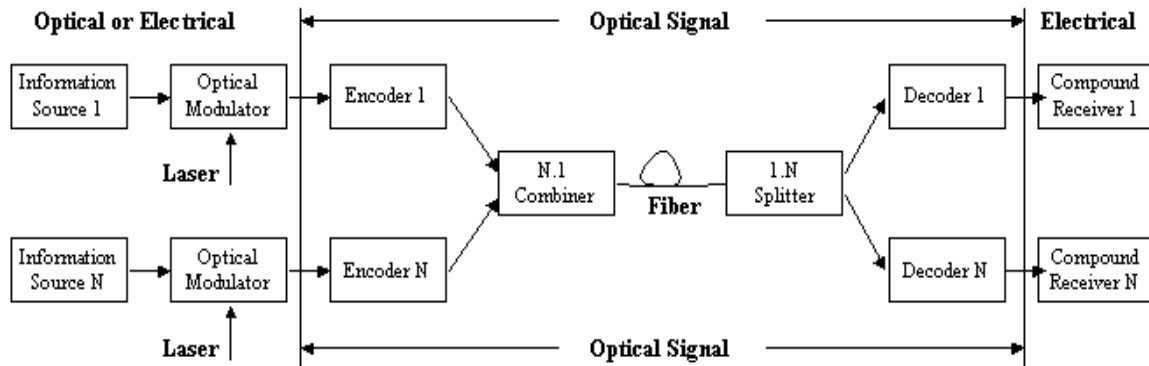 Optical or Electrical
Optical Signal
Electrical
Information
Source 1
Optical
Modulator
Encoder 1
Decoder 1
Compound
Receiver 1
Laser
N.1
Combiner
Fiber
1.N
Splitter
Information
Source N
Optical
Modulator
Encoder N
Decoder N
Compound
Receiver N
Laser
Optical Signal